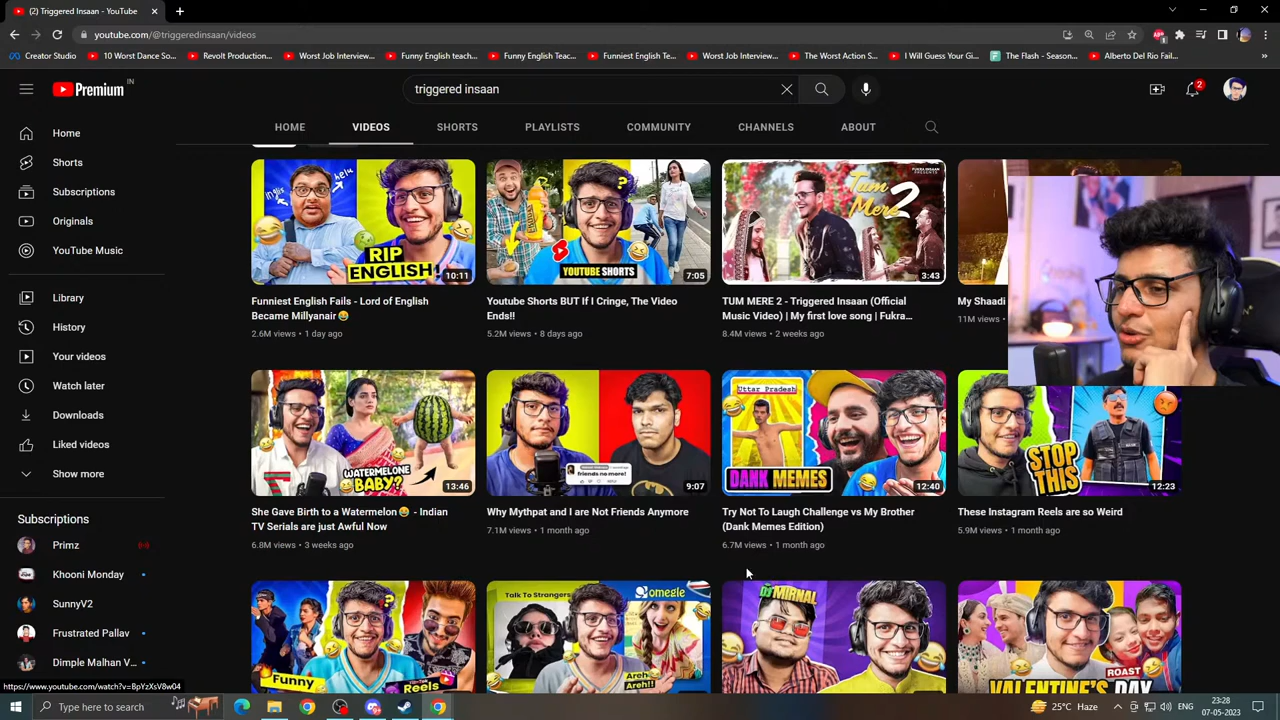 (2) Triggered Insaan - YouTube
youtube.com/@triggeredinsaan/videos
Creator Studio
10 Worst Dance So...
Revolt Production...
Worst Job Interview...
Funny English teach...
Funny English Teac...
Funniest English Fail...
Worst Job Interview...
The Worst Action S...
I Will Guess Your Gi...
The Flash - Season...
Alberto Del Rio Fail...
Premium
IN
triggered insaan
2
HOME
VIDEOS
SHORTS
PLAYLISTS
COMMUNITY
CHANNELS
ABOUT
Home
Shorts
Subscriptions
Originals
YouTube Music
Library
History
Your videos
Watch later
Downloads
Liked videos
Show more
Subscriptions
Primz
Khooni Monday
SunnyV2
Frustrated Pallav
Dimple Malhan V...
RIP
ENGLISH!
10:11
Funniest English Fails - Lord of English
Became Millyanair
2.6M views • 1 day ago
YOUTUBE SHORTS
7:05
Youtube Shorts BUT If I Cringe, The Video
Ends!!
5.2M views • 8 days ago
FUKRA INSAAN
PRESENTS
Tum
Mere 2
3:43
TUM MERE 2 - Triggered Insaan (Official
Music Video) | My first love song | Fukra...
8.4M views • 2 weeks ago
My Shaadi
11M views •
WATERMELONE
BABY?
13:46
She Gave Birth to a Watermelon - Indian
TV Serials are just Awful Now
6.8M views • 3 weeks ago
friends no more!
9:07
Why Mythpat and I are Not Friends Anymore
7.1M views • 1 month ago
Uttar Pradesh
DANK MEMES
12:40
Try Not To Laugh Challenge vs My Brother
(Dank Memes Edition)
6.7M views • 1 month ago
STOP
THIS
12:23
These Instagram Reels are so Weird
5.9M views • 1 month ago
Funny
Reels
Talk To Strangers
omegle
Areh
Areh!!
DJ MIRNAL
ROAST
VALENTINE'S DAY
https://www.youtube.com/watch?v=BpYzXsV8w04
Type here to search
25°C Haze
ENG
23:28
07-05-2023